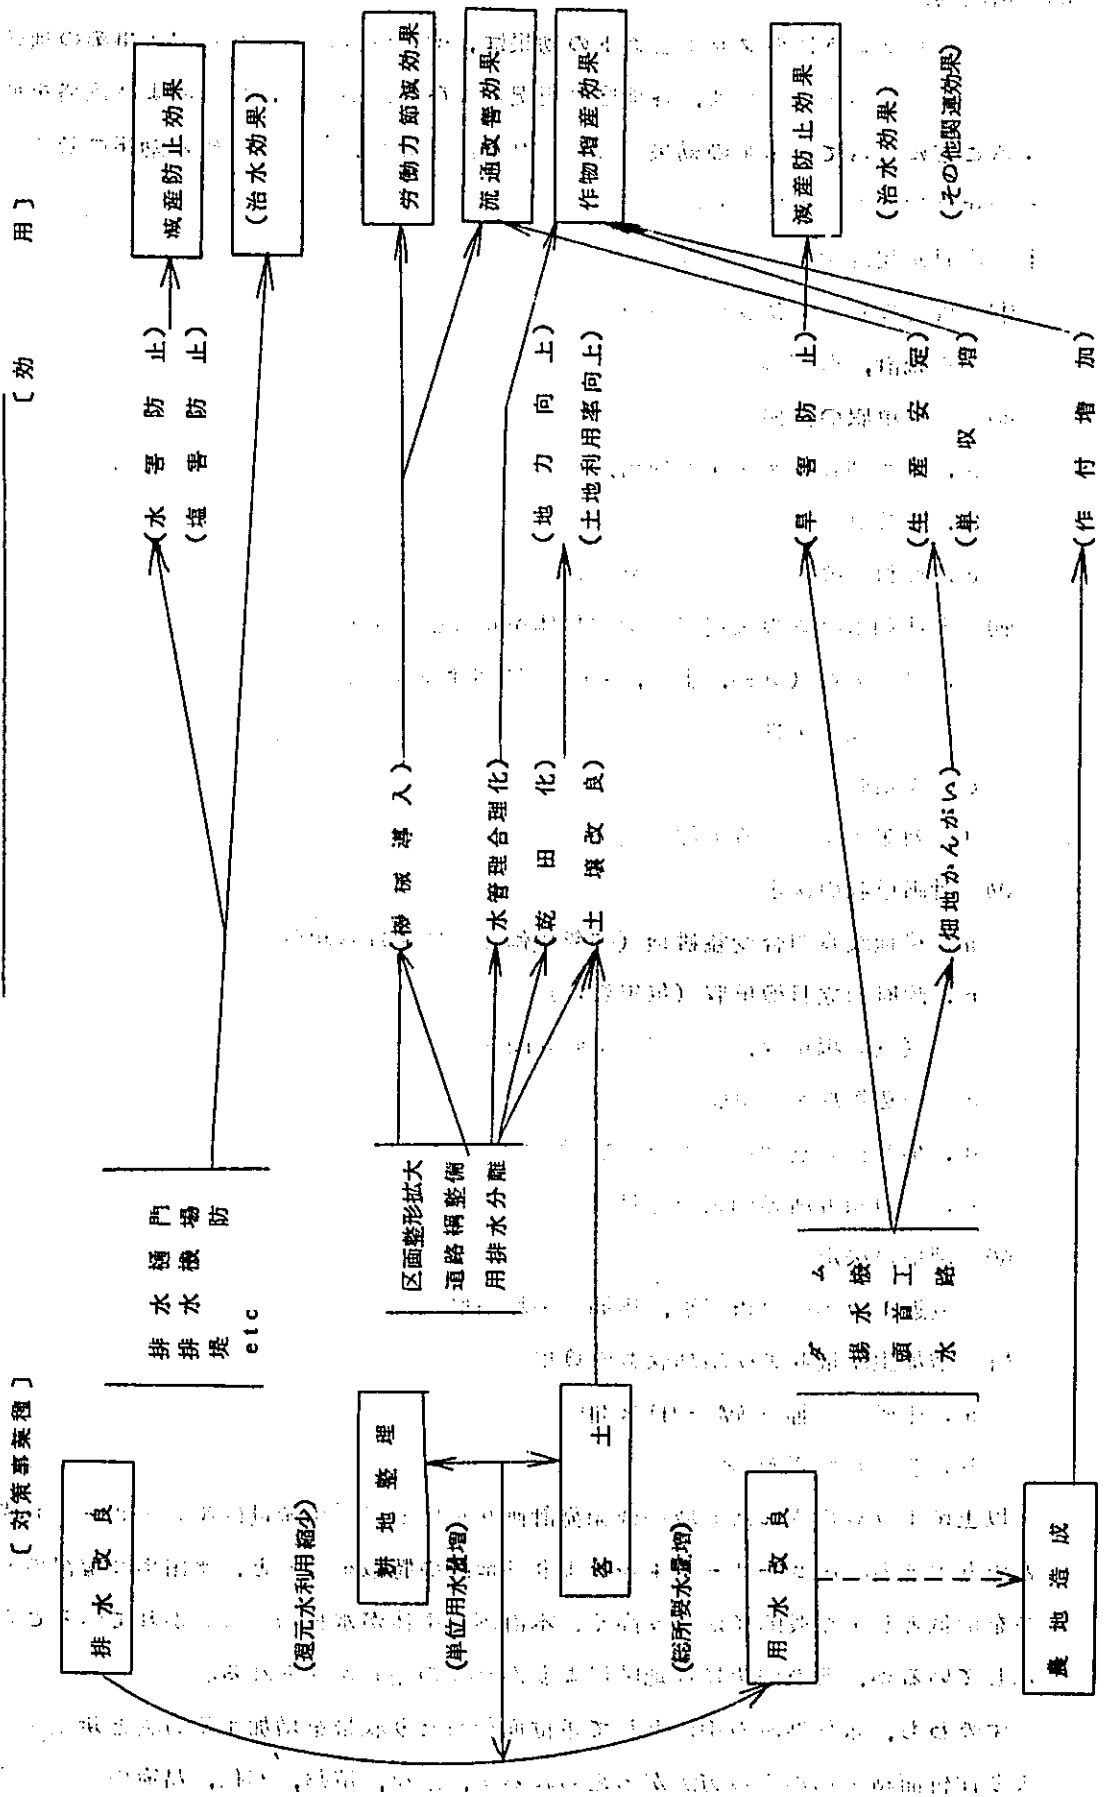 〔対策事業種〕
〔効用〕
排水改良
排水樋門
排水機場
堤防
etc
(水害防止)
(塩害防止)
減産防止効果
(治水効果)
(還元水利用縮少)
耕地整理
(単位用水量増)
客土
区画整形拡大
道路網整備
用排水分離
(機械導入)
(水管理合理化)
(乾田化)
(土壌改良)
(地力向上)
(土地利用率向上)
労働力節減効果
流通改善効果
作物増産効果
(総所要水量増)
用水改良
ダム
揚水機
頭首工
水路
(畑地かんがい)
(旱害防止)
(生産安定)
(単収増)
減産防止効果
(治水効果)
(その他関連効果)
農地造成
(作付増加)